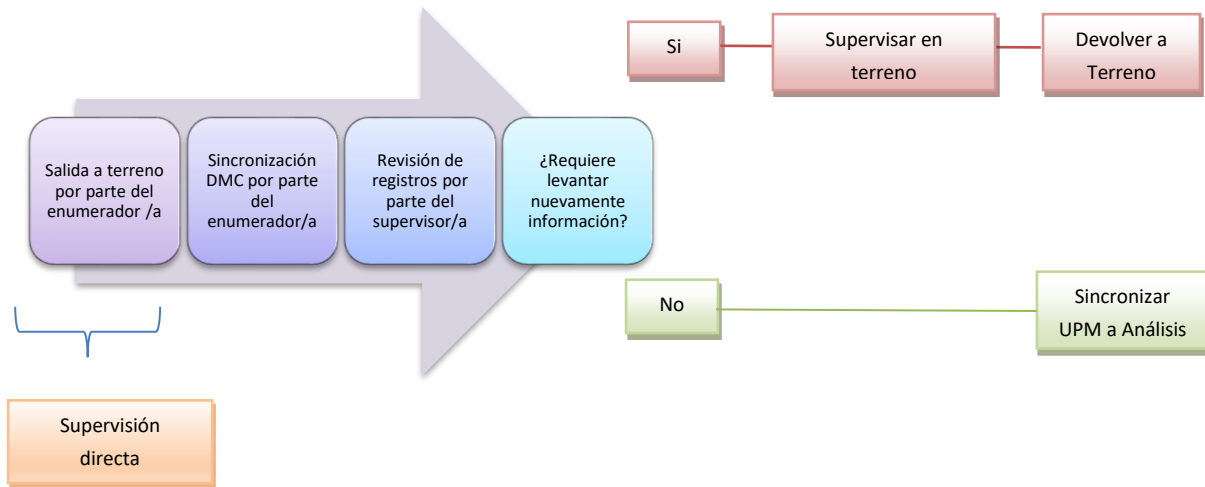 Si
Supervisar en
terreno
Devolver a
Terreno
Salida a terreno
por parte del
enumerador /a
Sincronización
DMC por parte
del
enumerador/a
Revisión de
registros por
parte del
supervisor/a
¿Requiere
levantar
nuevamente
información?
No
Sincronizar
UPM a Análisis
Supervisión
directa